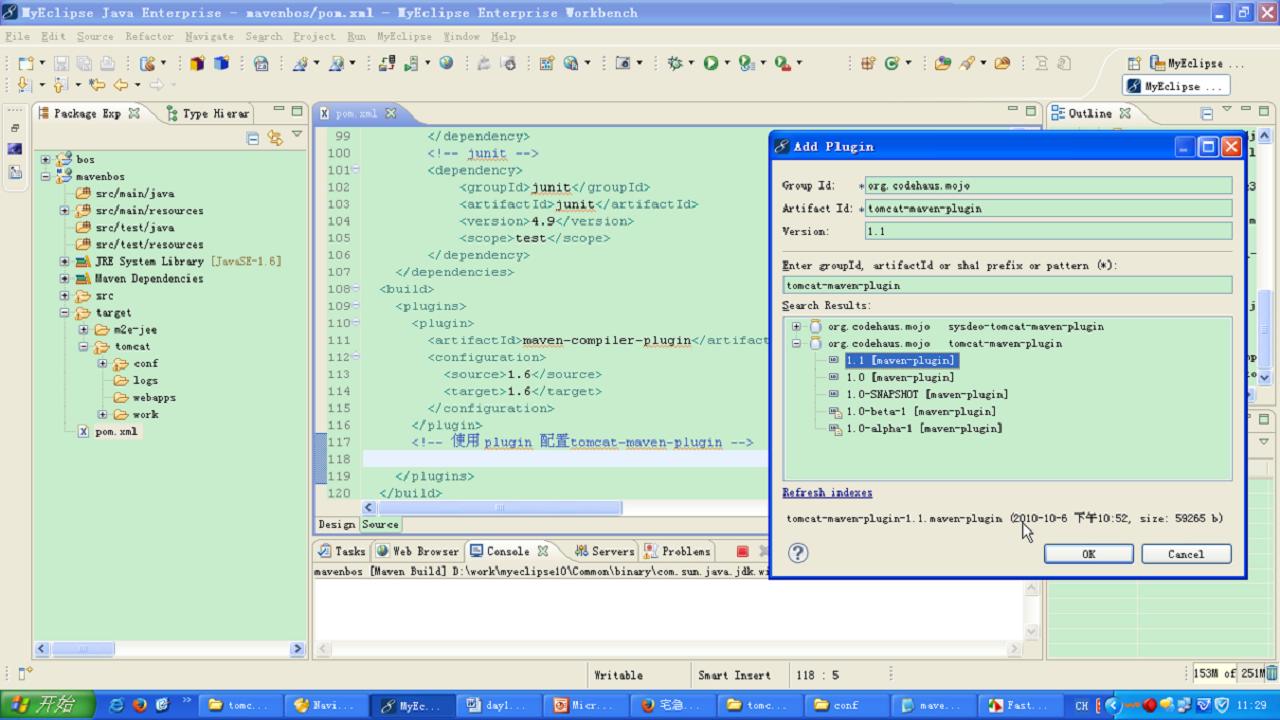 MyEclipse Java Enterprise - mavenbos/pom.xml - MyEclipse Enterprise Workbench
File Edit Source Refactor Navigate Search Project Run MyEclipse Window Help
MyEclipse ...
MyEclipse ...
Package Exp
Type Hierar
bos
mavenbos
src/main/java
src/main/resources
src/test/java
src/test/resources
JRE System Library [JavaSE-1.6]
Maven Dependencies
src
target
m2e-jee
tomcat
conf
logs
webapps
work
pom.xml
pom.xml
99 </dependency>
100 <!-- junit -->
101 <dependency>
102 <groupId>junit</groupId>
103 <artifactId>junit</artifactId>
104 <version>4.9</version>
105 <scope>test</scope>
106 </dependency>
107 </dependencies>
108 <build>
109 <plugins>
110 <plugin>
111 <artifactId>maven-compiler-plugin</artifact
112 <configuration>
113 <source>1.6</source>
114 <target>1.6</target>
115 </configuration>
116 </plugin>
117 <!-- 使用 plugin 配置tomcat-maven-plugin -->
118
119 </plugins>
120 </build>
Design Source
Outline
Add Plugin
Group Id: *org.codehaus.mojo
Artifact Id: *tomcat-maven-plugin
Version: 1.1
Enter groupId, artifactId or sha1 prefix or pattern (*):
tomcat-maven-plugin
Search Results:
org.codehaus.mojo sysdeo-tomcat-maven-plugin
org.codehaus.mojo tomcat-maven-plugin
1.1 [maven-plugin]
1.0 [maven-plugin]
1.0-SNAPSHOT [maven-plugin]
1.0-beta-1 [maven-plugin]
1.0-alpha-1 [maven-plugin]
Refresh indexes
tomcat-maven-plugin-1.1.maven-plugin (2010-10-6 下午10:52, size: 59265 b)
OK Cancel
Tasks Web Browser Console Servers Problems
mavenbos [Maven Build] D:\work\myeclipse10\Common\binary\com.sun.java.jdk.wi
Writable Smart Insert 118 : 5 153M of 251M
开始 tomc... Navi... MyEc... day1... Micr... 宅急... tomc... conf mave... Fast... CH 11:29